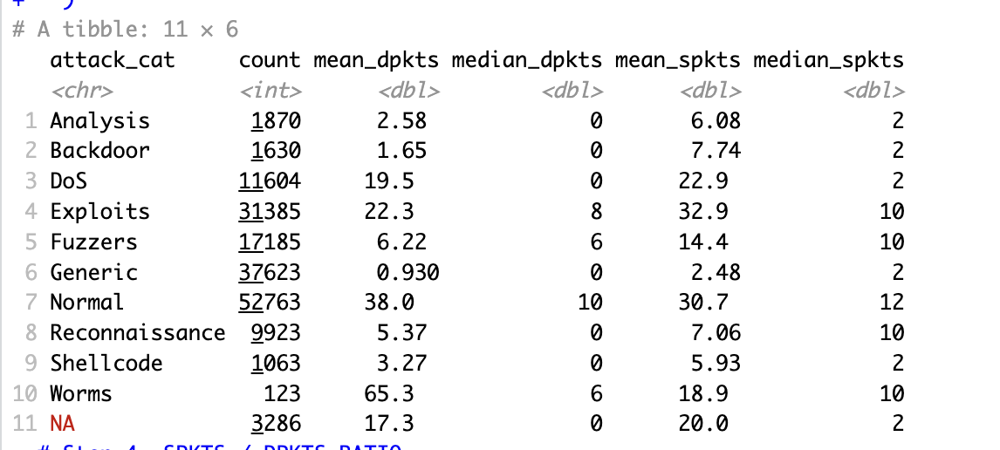 # A tibble: 11 × 6
attack_cat count mean_dpkts median_dpkts mean_spkts median_spkts
<chr> <int> <dbl> <dbl> <dbl> <dbl>
1 Analysis 1870 2.58 0 6.08 2
2 Backdoor 1630 1.65 0 7.74 2
3 DoS 11604 19.5 0 22.9 2
4 Exploits 31385 22.3 8 32.9 10
5 Fuzzers 17185 6.22 6 14.4 10
6 Generic 37623 0.930 0 2.48 2
7 Normal 52763 38.0 10 30.7 12
8 Reconnaissance 9923 5.37 0 7.06 10
9 Shellcode 1063 3.27 0 5.93 2
10 Worms 123 65.3 6 18.9 10
11 NA 3286 17.3 0 20.0 2